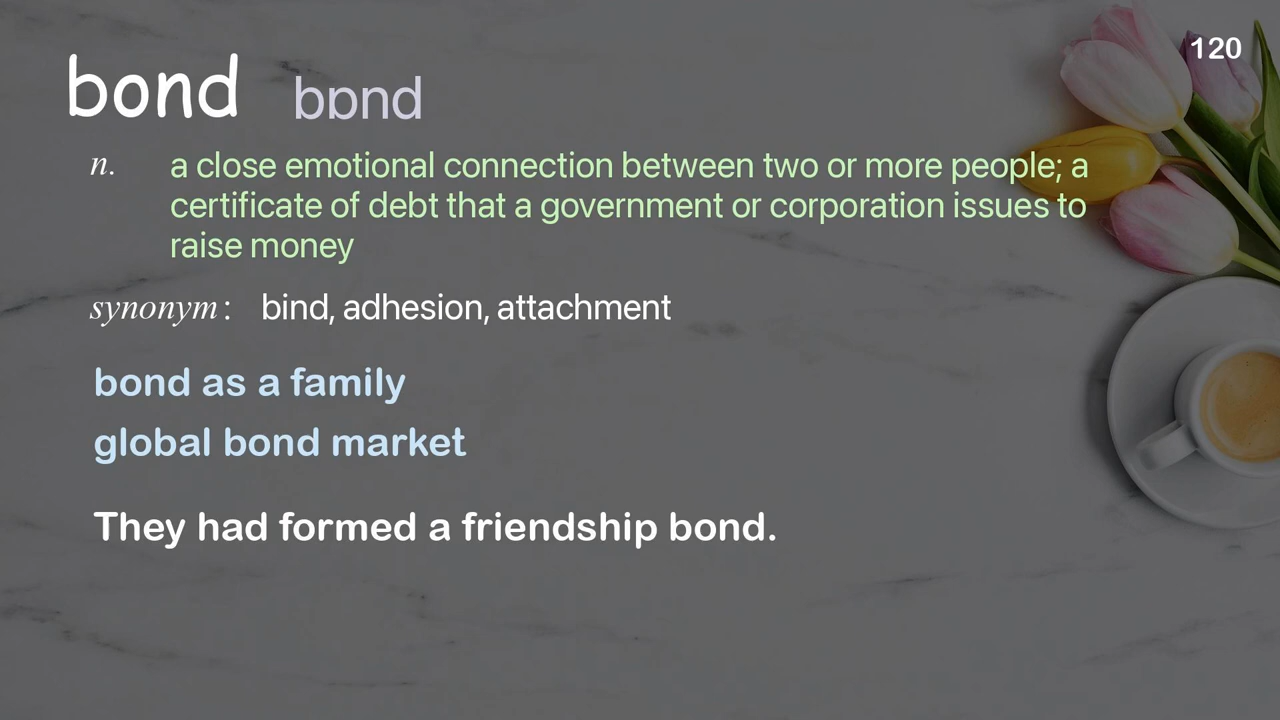 120
bond bɒnd
n. a close emotional connection between two or more people; a
certificate of debt that a government or corporation issues to
raise money
synonym: bind, adhesion, attachment
bond as a family
global bond market
They had formed a friendship bond.